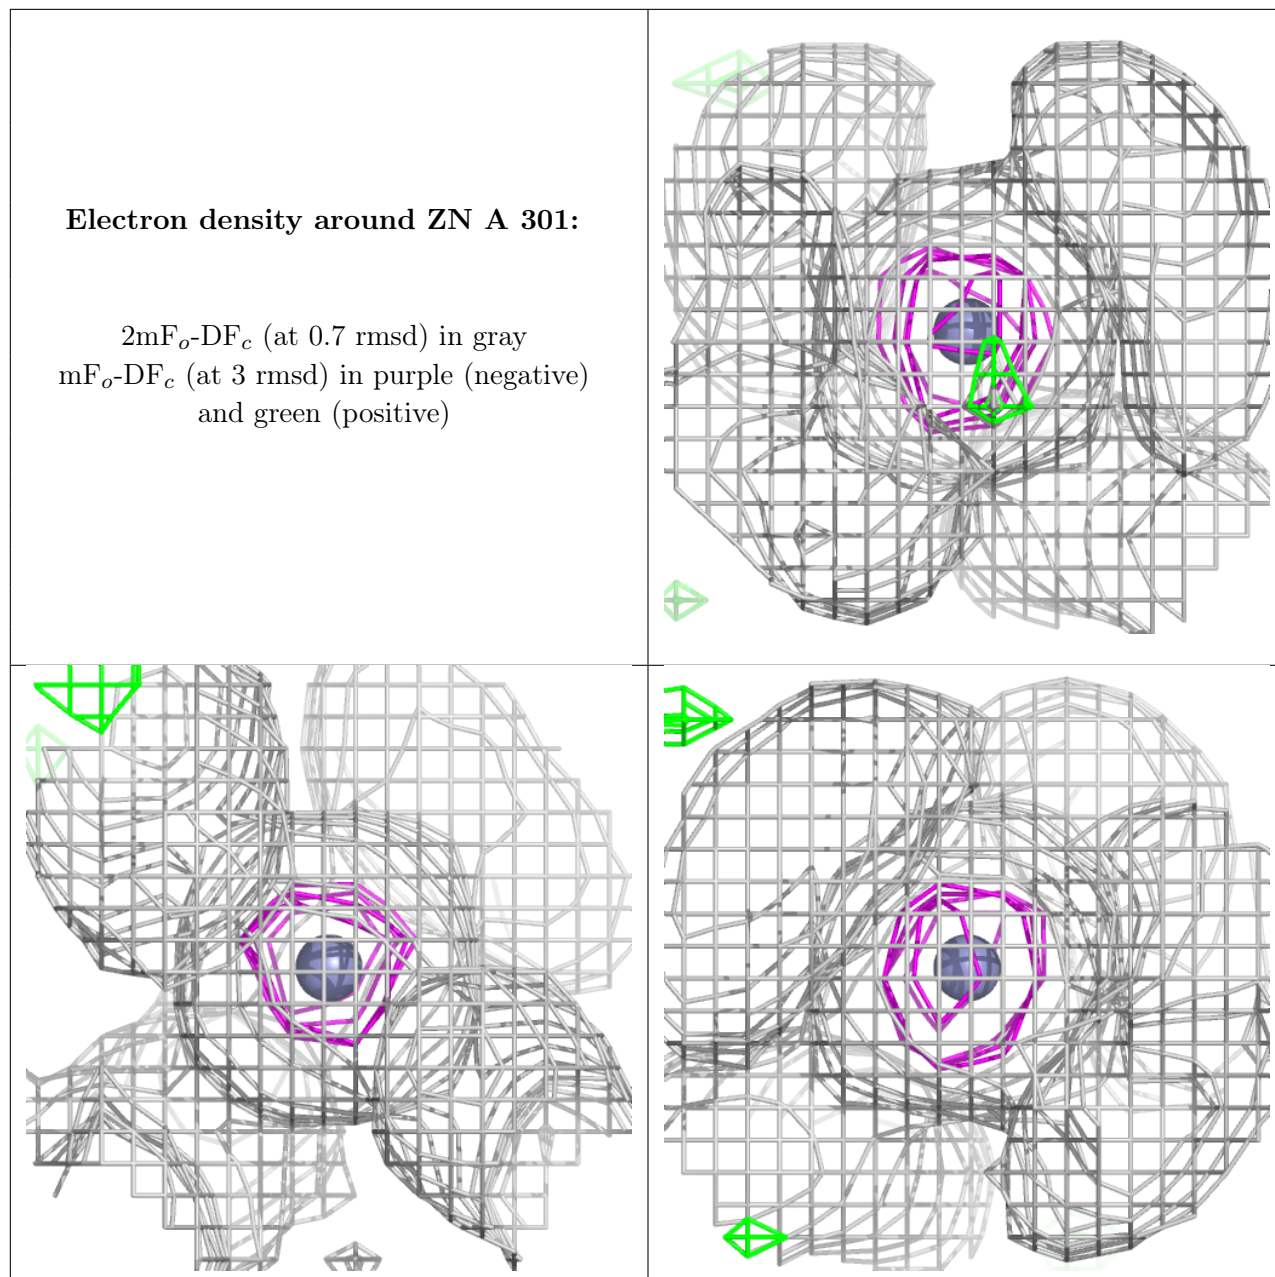 Electron density around ZN A 301:
2mFo-DFc (at 0.7 rmsd) in gray
mFo-DFc (at 3 rmsd) in purple (negative)
and green (positive)